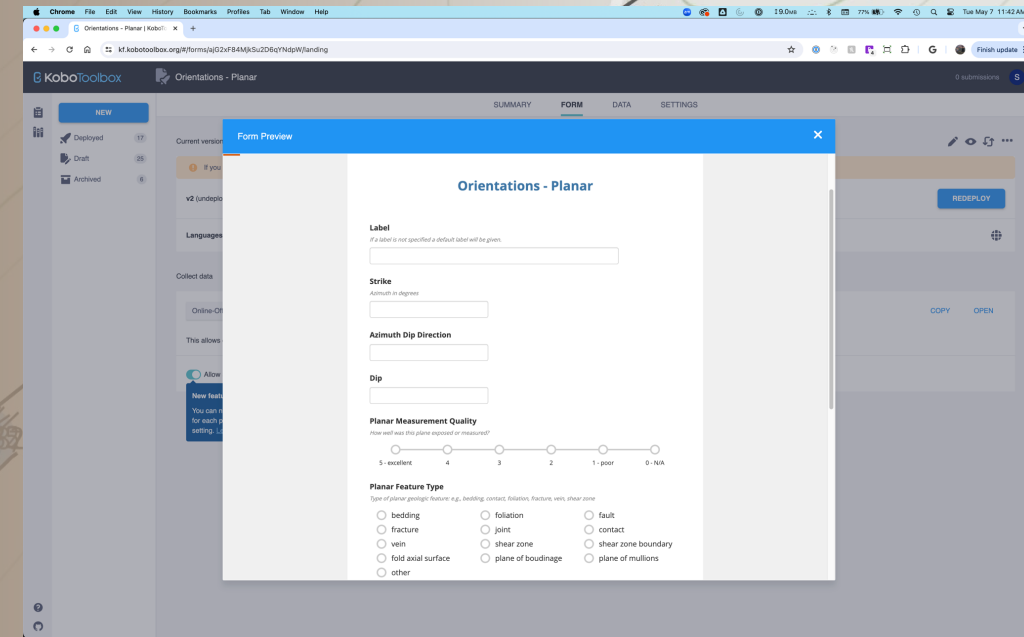 Chrome File Edit View History Bookmarks Profiles Tab Window Help
77% Tue May 7 11:42 AM
Orientations - Planar | KoboTo
kf.kobotoolbox.org/#/forms/ajG2xFB4MjkSu2D6qYNdpW/landing
Finish update
KoboToolbox
Orientations - Planar
0 submissions
S
NEW
Deployed 17
Draft 25
Archived 6
SUMMARY FORM DATA SETTINGS
Current version
If you
v2 (undeplo
REDEPLOY
Languages
Collect data
Online-Off
COPY OPEN
This allows
Allow
New featu
You can n
for each p
setting.
Form Preview
Orientations - Planar
Label
If a label is not specified a default label will be given.
Strike
Azimuth in degrees
Azimuth Dip Direction
Dip
Planar Measurement Quality
How well was this plane exposed or measured?
5 - excellent 4 3 2 1 - poor 0 - N/A
Planar Feature Type
Type of planar geologic feature: e.g., bedding, contact, foliation, fracture, vein, shear zone
bedding foliation fault
fracture joint contact
vein shear zone shear zone boundary
fold axial surface plane of boudinage plane of mullions
other